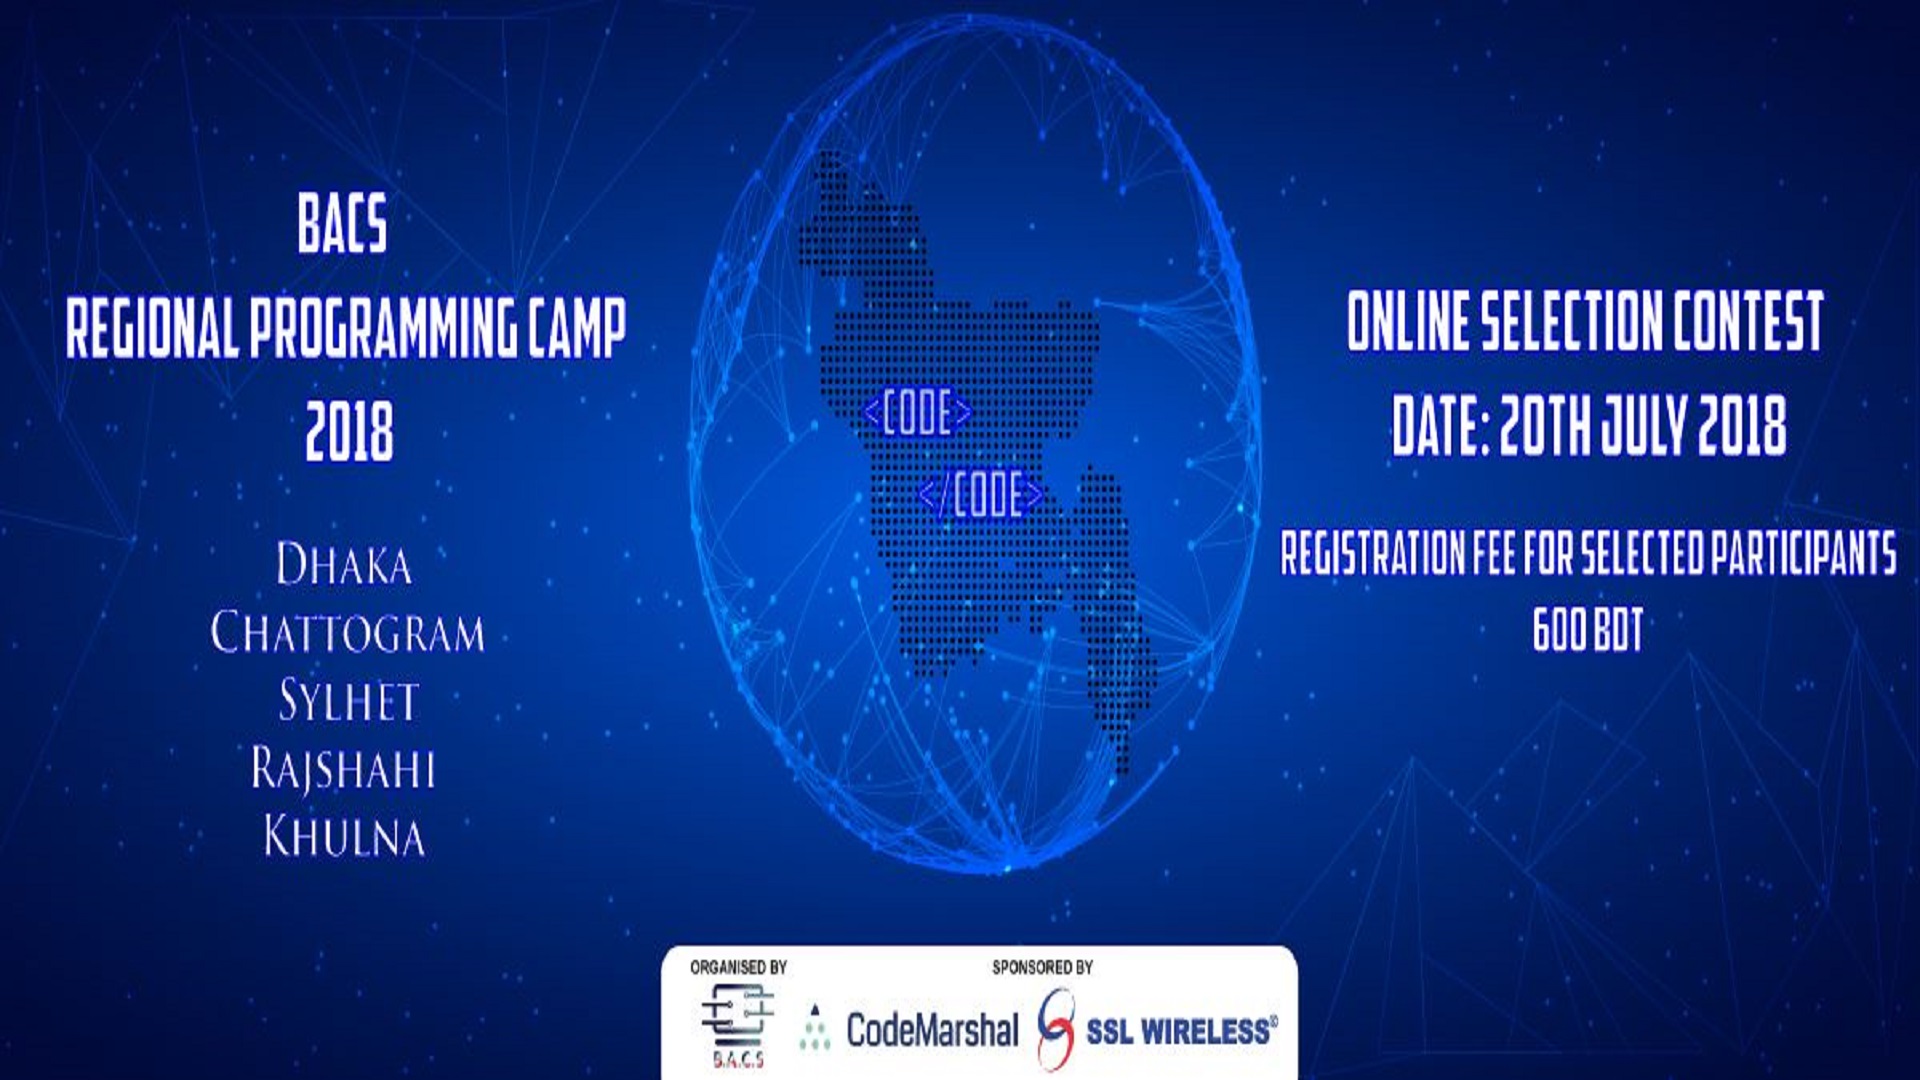 BACS
REGIONAL PROGRAMMING CAMP
2018
DHAKA
CHATTOGRAM
SYLHET
RAJSHAHI
KHULNA
<CODE>
</CODE>
ONLINE SELECTION CONTEST
DATE: 20TH JULY 2018
REGISTRATION FEE FOR SELECTED PARTICIPANTS
600 BDT
ORGANISED BY
B.A.C.S
SPONSORED BY
CodeMarshal
SSL WIRELESS®